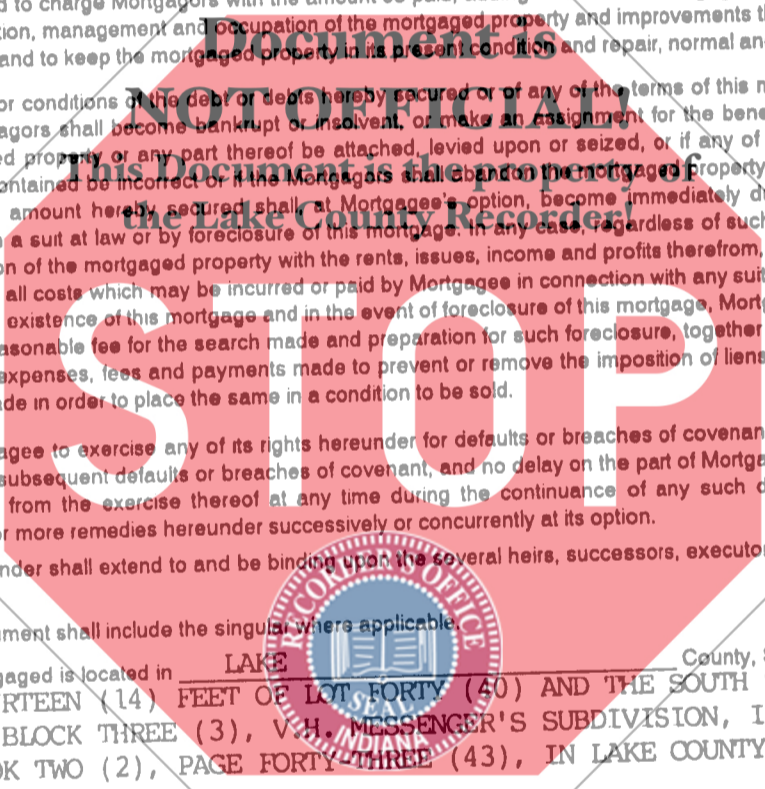 d to charge Mortgagors with the amount so paid, adding
tion, management and occupation of the mortgaged property and improvements th
and to keep the mortgaged property in its present condition and repair, normal an
Document is
or conditions of the debt or debts hereby secured or of any of the terms of this m
NOT OFFICIAL!
agors shall become bankrupt or insolvent, or make an assignment for the bene
ed property or any part thereof be attached, levied upon or seized, or if any of
This Document is the property of
ontained be incorrect or if the Mortgagors shall abandon the mortgaged property
amount hereby secured shall, at Mortgagee's option, become immediately du
the Lake County Recorder!
a suit at law or by foreclosure of this mortgage. In any case, regardless of such
on of the mortgaged property with the rents, issues, income and profits therefrom,
all costs which may be incurred or paid by Mortgagee in connection with any suit
existence of this mortgage and in the event of foreclosure of this mortgage, Mort
asonable fee for the search made and preparation for such foreclosure, together
expenses, fees and payments made to prevent or remove the imposition of liens
de in order to place the same in a condition to be sold.
STOP
agee to exercise any of its rights hereunder for defaults or breaches of covenan
subsequent defaults or breaches of covenant, and no delay on the part of Mortga
from the exercise thereof at any time during the continuance of any such d
r more remedies hereunder successively or concurrently at its option.
nder shall extend to and be binding upon the several heirs, successors, executo
ument shall include the singular where applicable.
gaged is located in LAKE County,
RTEEN (14) FEET OF LOT FORTY (40) AND THE SOUTH
BLOCK THREE (3), V.H. MESSENGER'S SUBDIVISION, I
OK TWO (2), PAGE FORTY-THREE (43), IN LAKE COUNTY
RECORDER'S OFFICE
SEAL
INDIANA